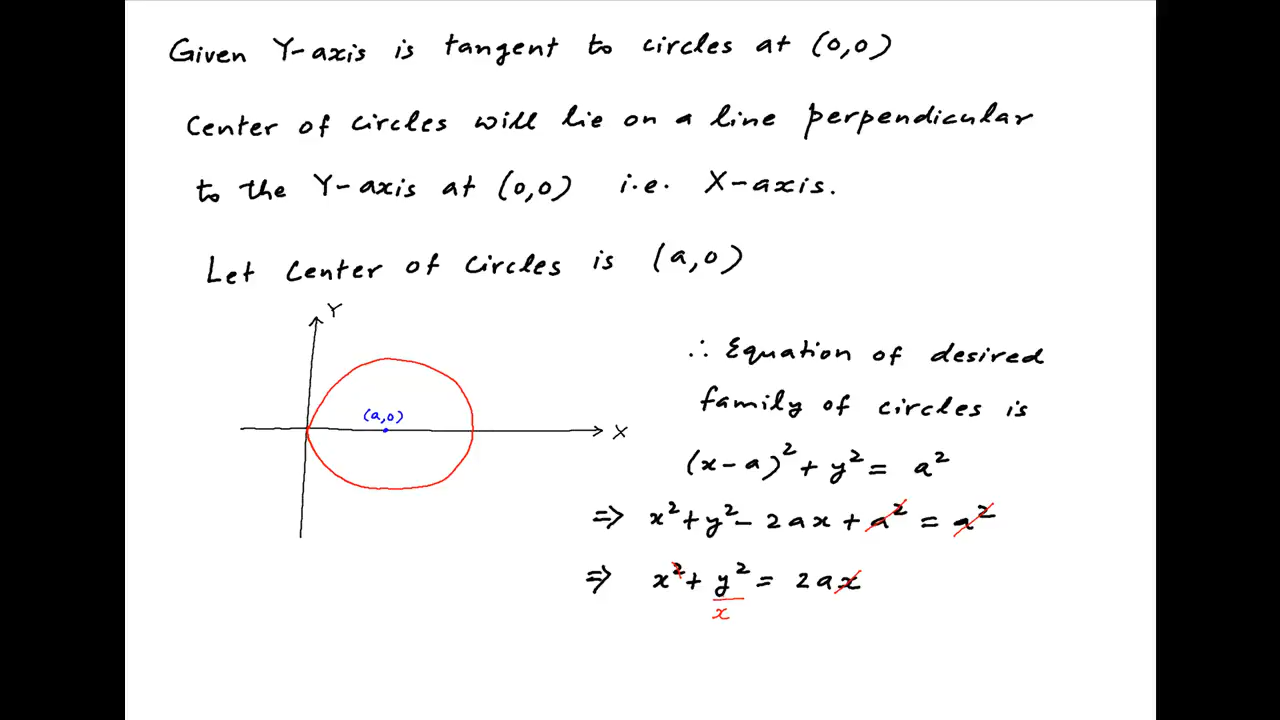 Given Y-axis is tangent to circles at (0,0)
Center of circles will lie on a line perpendicular
to the Y-axis at (0,0) i.e. X-axis.
Let center of circles is (a,0)
Y
(a,0)
X
∴ Equation of desired
family of circles is
(x-a)² + y² = a²
⇒ x² + y² - 2ax + a² = a²
⇒ x² + y² = 2ax
x